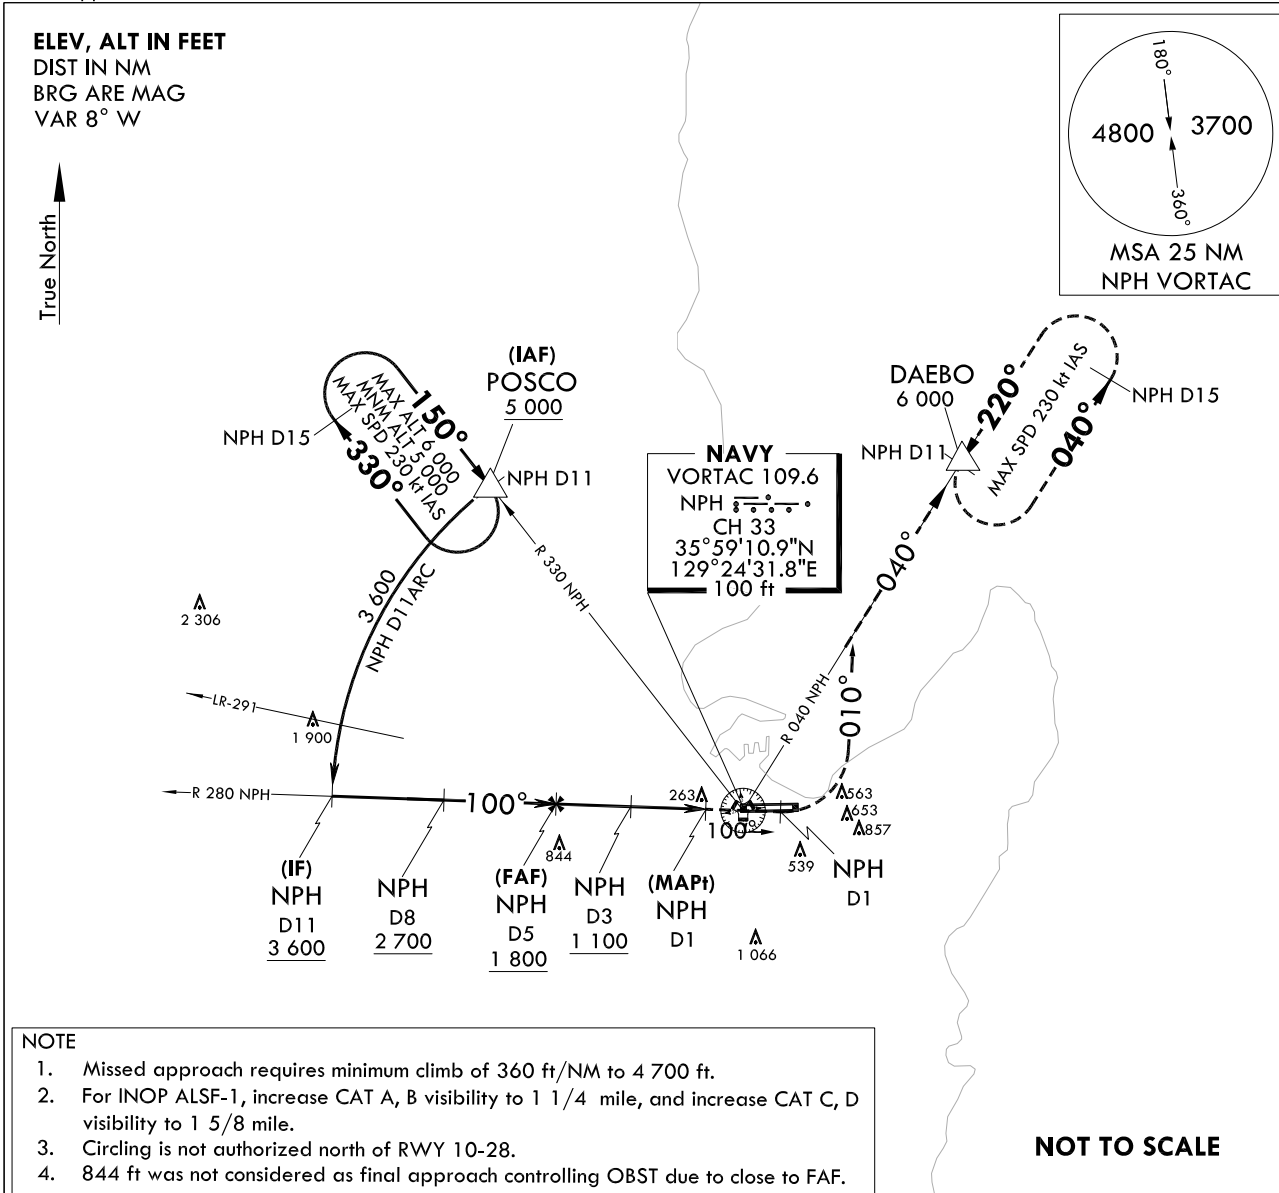 ELEV, ALT IN FEET
DIST IN NM
BRG ARE MAG
VAR 8° W
True North
180°
4800
3700
360°
MSA 25 NM
NPH VORTAC
(IAF)
POSCO
5 000
MAX ALT 6 000
MNM ALT 5 000
MAX SPD 230 kt IAS
150°
330°
NPH D15
NPH D11
DAEBO
6 000
NPH D11
220°
MAX SPD 230 kt IAS
040°
NPH D15
NAVY
VORTAC 109.6
NPH
CH 33
35°59'10.9"N
129°24'31.8"E
100 ft
R 330 NPH
040°
3 600
NPH D11ARC
2 306
LR-291
1 900
R 040 NPH
010°
R 280 NPH
100°
263
100°
563
653
857
844
539
(IF)
NPH
D11
3 600
NPH
D8
2 700
(FAF)
NPH
D5
1 800
NPH
D3
1 100
(MAPt)
NPH
D1
NPH
D1
1 066
NOTE
1. Missed approach requires minimum climb of 360 ft/NM to 4 700 ft.
2. For INOP ALSF-1, increase CAT A, B visibility to 1 1/4 mile, and increase CAT C, D
visibility to 1 5/8 mile.
3. Circling is not authorized north of RWY 10-28.
4. 844 ft was not considered as final approach controlling OBST due to close to FAF.
NOT TO SCALE